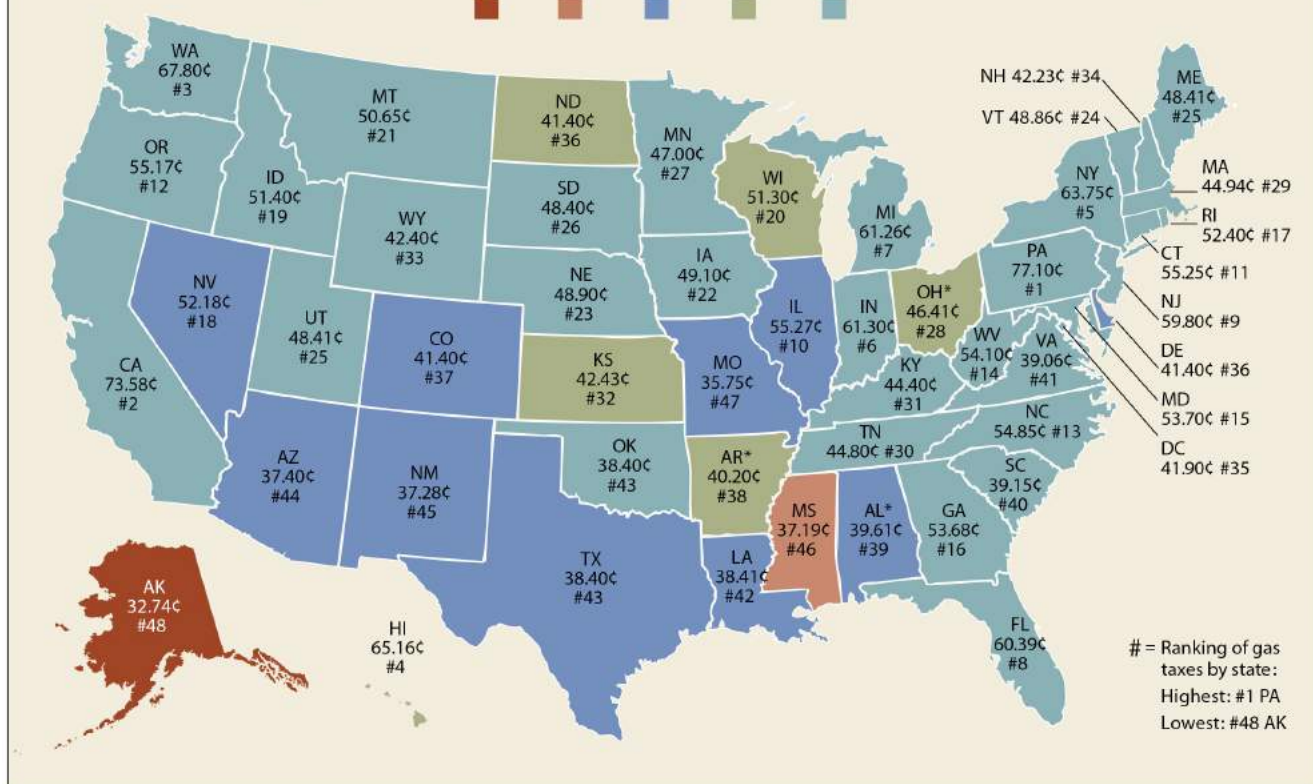 WA
67.80¢
#3
MT
50.65¢
#21
ND
41.40¢
#36
MN
47.00¢
#27
OR
55.17¢
#12
ID
51.40¢
#19
WY
42.40¢
#33
SD
48.40¢
#26
WI
51.30¢
#20
MI
61.26¢
#7
NH 42.23¢ #34
VT 48.86¢ #24
ME
48.41¢
#25
NY
63.75¢
#5
MA
44.94¢ #29
RI
52.40¢ #17
CT
55.25¢ #11
NJ
59.80¢ #9
DE
41.40¢ #36
MD
53.70¢ #15
DC
41.90¢ #35
CA
73.58¢
#2
NV
52.18¢
#18
UT
48.41¢
#25
CO
41.40¢
#37
NE
48.90¢
#23
IA
49.10¢
#22
KS
42.43¢
#32
MO
35.75¢
#47
IL
55.27¢
#10
IN
61.30¢
#6
OH*
46.41¢
#28
PA
77.10¢
#1
WV
54.10¢
#14
VA
39.06¢
#41
KY
44.40¢
#31
NC
54.85¢ #13
TN
44.80¢ #30
SC
39.15¢
#40
AZ
37.40¢
#44
NM
37.28¢
#45
OK
38.40¢
#43
AR*
40.20¢
#38
MS
37.19¢
#46
AL*
39.61¢
#39
GA
53.68¢
#16
TX
38.40¢
#43
LA
38.41¢
#42
FL
60.39¢
#8
AK
32.74¢
#48
HI
65.16¢
#4
# = Ranking of gas
taxes by state:
Highest: #1 PA
Lowest: #48 AK